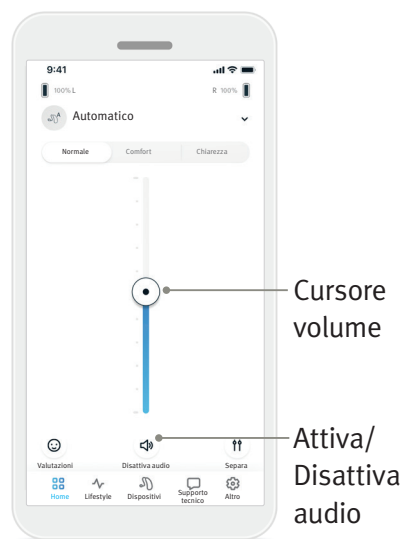 9:41
100% L
R 100%
Automatico
Normale Comfort Chiarezza
Cursore
volume
Valutazioni Disattiva audio Separa
Attiva/
Disattiva
audio
Home Lifestyle Dispositivi Supporto
tecnico Altro